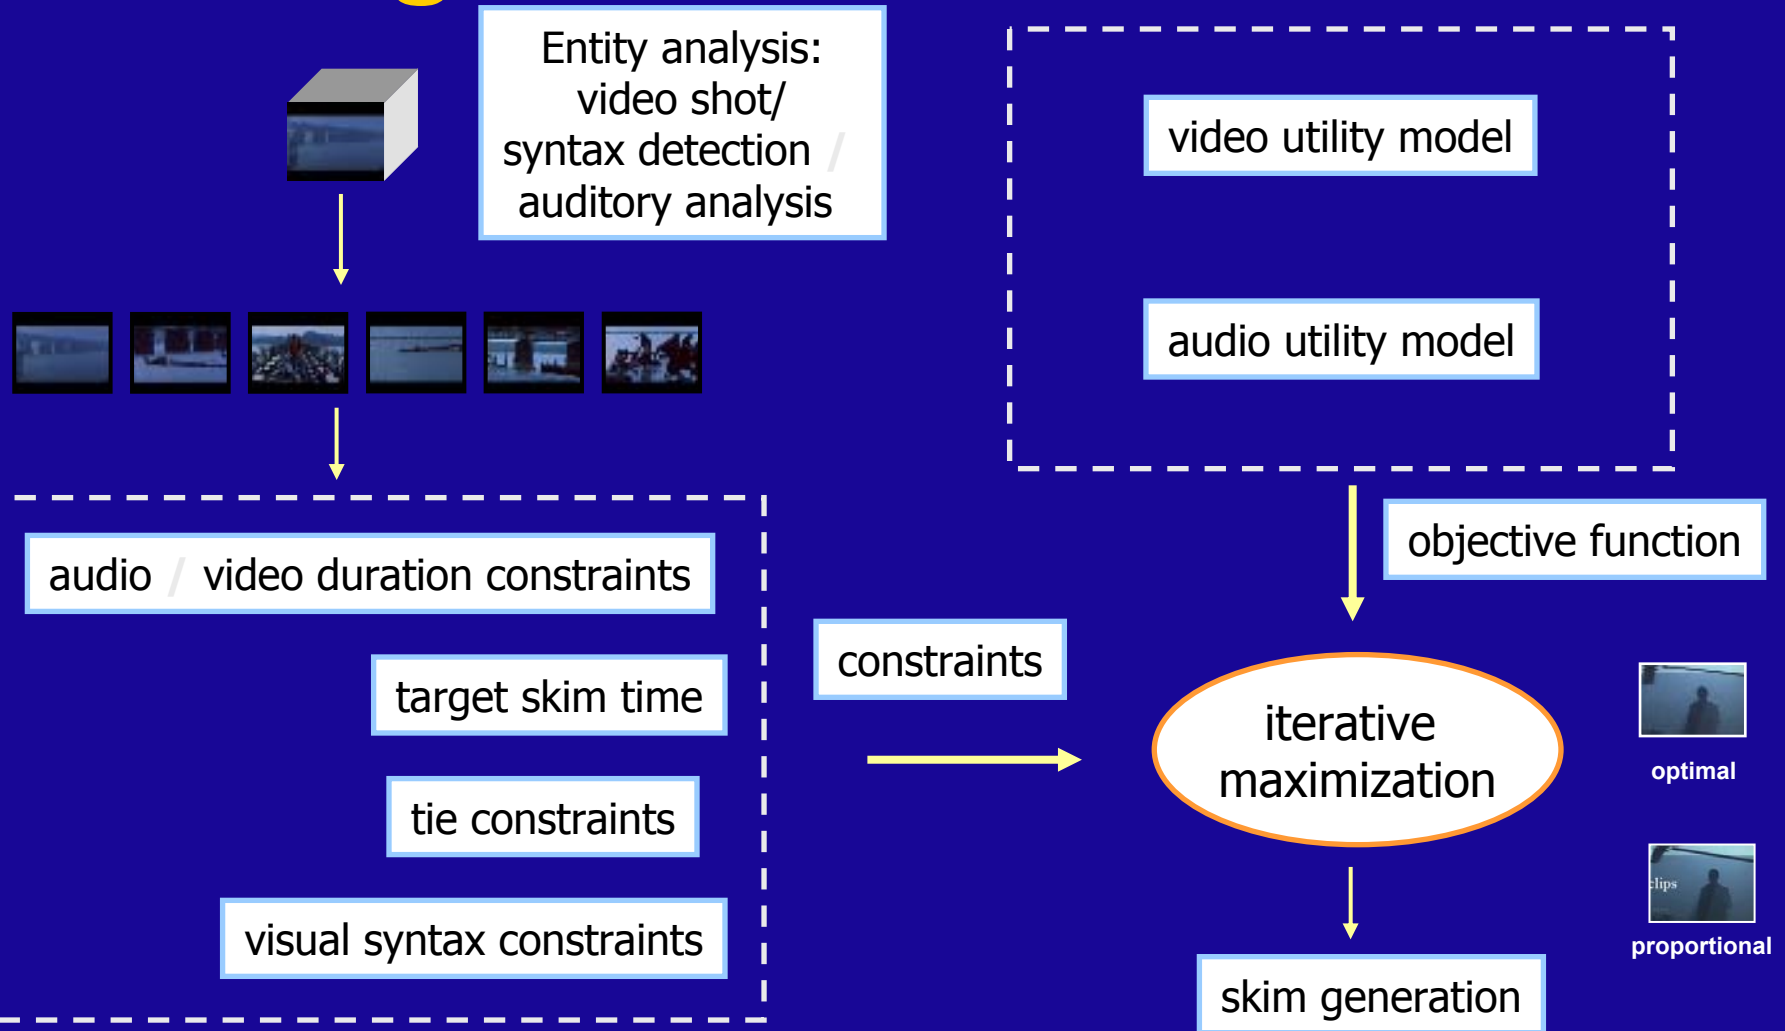 Entity analysis:
video shot/
syntax detection /
auditory analysis
video utility model
audio utility model
objective function
audio / video duration constraints
target skim time
tie constraints
visual syntax constraints
constraints
iterative
maximization
optimal
clips
proportional
skim generation